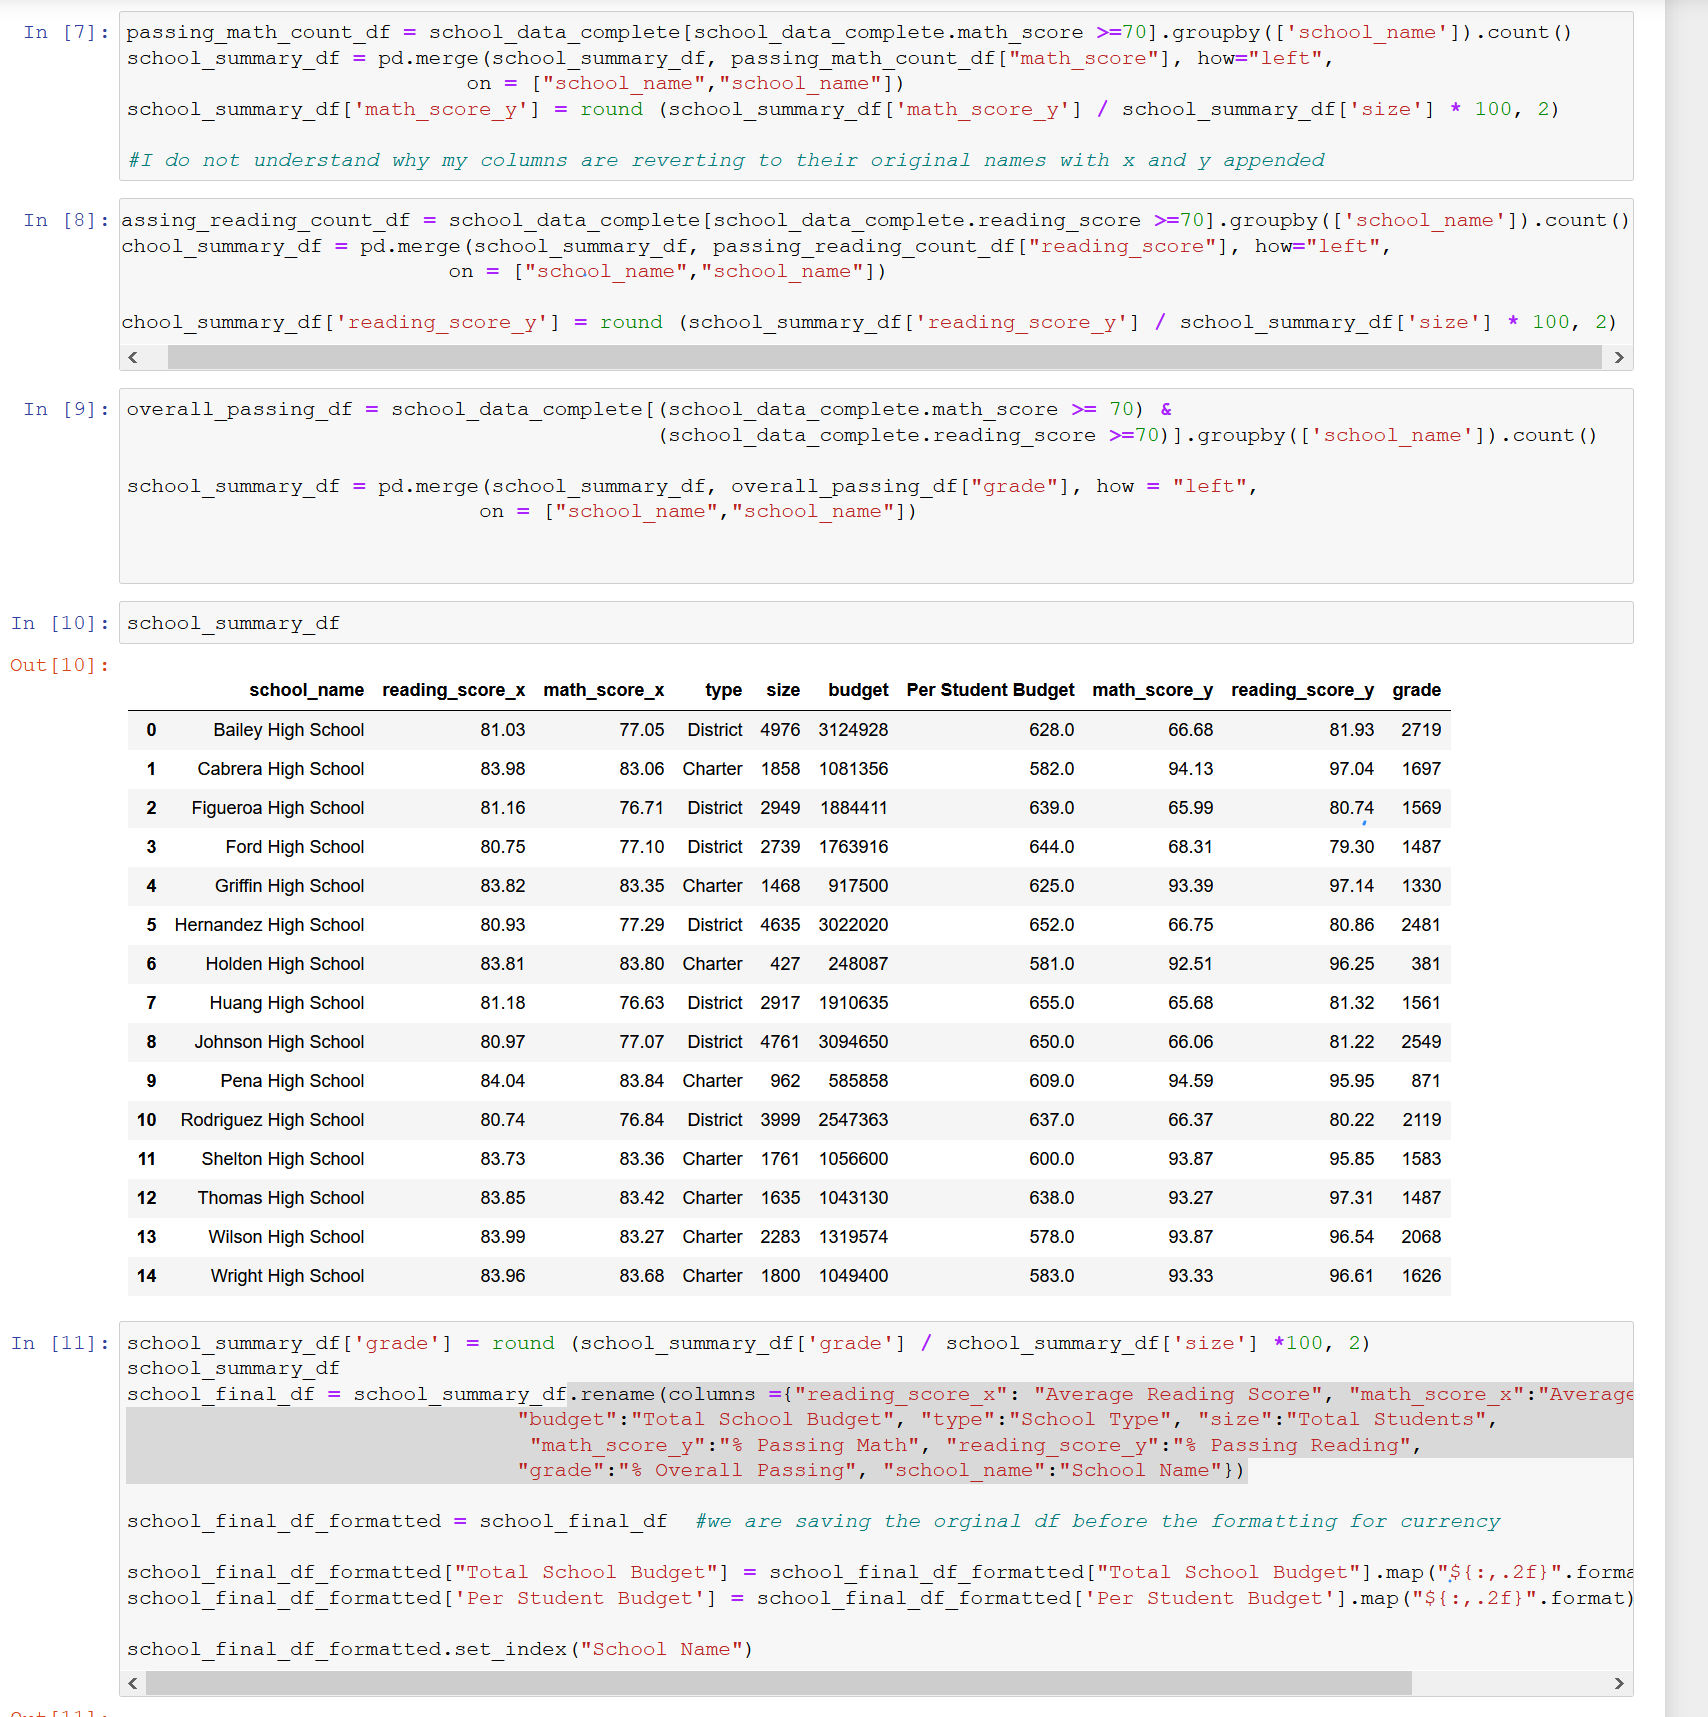 In [7]: passing_math_count_df = school_data_complete[school_data_complete.math_score >=70].groupby(['school_name']).count()
school_summary_df = pd.merge(school_summary_df, passing_math_count_df["math_score"], how="left",
on = ["school_name","school_name"])
school_summary_df['math_score_y'] = round (school_summary_df['math_score_y'] / school_summary_df['size'] * 100, 2)
#I do not understand why my columns are reverting to their original names with x and y appended
In [8]: assing_reading_count_df = school_data_complete[school_data_complete.reading_score >=70].groupby(['school_name']).count()
chool_summary_df = pd.merge(school_summary_df, passing_reading_count_df["reading_score"], how="left",
on = ["school_name","school_name"])
chool_summary_df['reading_score_y'] = round (school_summary_df['reading_score_y'] / school_summary_df['size'] * 100, 2)
In [9]: overall_passing_df = school_data_complete[(school_data_complete.math_score >= 70) &
(school_data_complete.reading_score >=70)].groupby(['school_name']).count()
school_summary_df = pd.merge(school_summary_df, overall_passing_df["grade"], how = "left",
on = ["school_name","school_name"])
In [10]: school_summary_df
Out[10]:
school_name reading_score_x math_score_x type size budget Per Student Budget math_score_y reading_score_y grade
0 Bailey High School 81.03 77.05 District 4976 3124928 628.0 66.68 81.93 2719
1 Cabrera High School 83.98 83.06 Charter 1858 1081356 582.0 94.13 97.04 1697
2 Figueroa High School 81.16 76.71 District 2949 1884411 639.0 65.99 80.74 1569
3 Ford High School 80.75 77.10 District 2739 1763916 644.0 68.31 79.30 1487
4 Griffin High School 83.82 83.35 Charter 1468 917500 625.0 93.39 97.14 1330
5 Hernandez High School 80.93 77.29 District 4635 3022020 652.0 66.75 80.86 2481
6 Holden High School 83.81 83.80 Charter 427 248087 581.0 92.51 96.25 381
7 Huang High School 81.18 76.63 District 2917 1910635 655.0 65.68 81.32 1561
8 Johnson High School 80.97 77.07 District 4761 3094650 650.0 66.06 81.22 2549
9 Pena High School 84.04 83.84 Charter 962 585858 609.0 94.59 95.95 871
10 Rodriguez High School 80.74 76.84 District 3999 2547363 637.0 66.37 80.22 2119
11 Shelton High School 83.73 83.36 Charter 1761 1056600 600.0 93.87 95.85 1583
12 Thomas High School 83.85 83.42 Charter 1635 1043130 638.0 93.27 97.31 1487
13 Wilson High School 83.99 83.27 Charter 2283 1319574 578.0 93.87 96.54 2068
14 Wright High School 83.96 83.68 Charter 1800 1049400 583.0 93.33 96.61 1626
In [11]: school_summary_df['grade'] = round (school_summary_df['grade'] / school_summary_df['size'] *100, 2)
school_summary_df
school_final_df = school_summary_df.rename(columns ={"reading_score_x": "Average Reading Score", "math_score_x":"Average
"budget":"Total School Budget", "type":"School Type", "size":"Total Students",
"math_score_y":"% Passing Math", "reading_score_y":"% Passing Reading",
"grade":"% Overall Passing", "school_name":"School Name"})
school_final_df_formatted = school_final_df #we are saving the orginal df before the formatting for currency
school_final_df_formatted["Total School Budget"] = school_final_df_formatted["Total School Budget"].map("${:,.2f}".forma
school_final_df_formatted['Per Student Budget'] = school_final_df_formatted['Per Student Budget'].map("${:,.2f}".format)
school_final_df_formatted.set_index("School Name")
Out[11]: